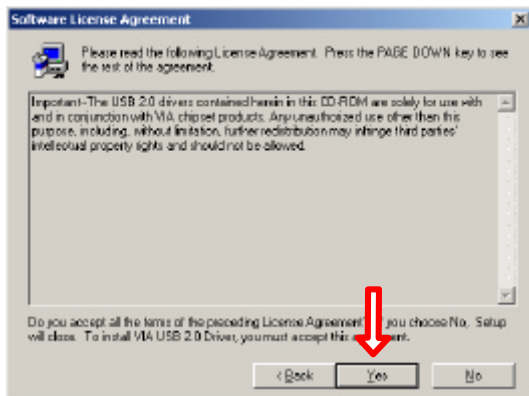 Software License Agreement
Please read the following License Agreement. Press the PAGE DOWN key to see
the rest of the agreement.
Important-The USB 2.0 drivers contained herein in this CD-ROM are solely for use with
and in conjunction with VIA chipset products. Any unauthorized use other than this
purpose, including, without limitation, further redistribution may infringe third parties'
intellectual property rights and should not be allowed.
Do you accept all the terms of the preceding License Agreement? you choose No, Setup
will close. To install VIA USB 2.0 Driver, you must accept this
< Back
Yes
No